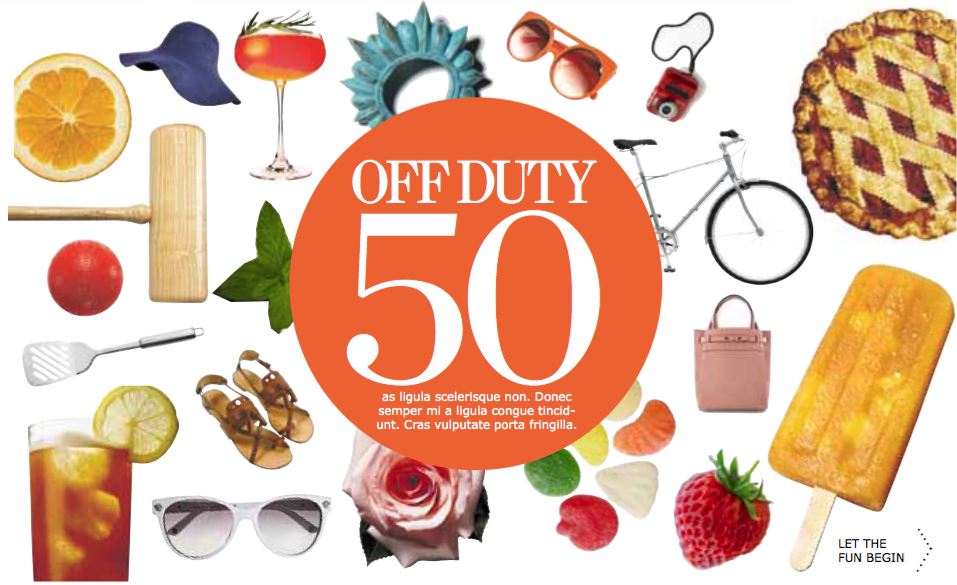 OFF DUTY
50
as ligula scelerisque non. Donec
semper mi a ligula congue tincid-
unt. Cras vulputate porta fringilla.
LET THE
FUN BEGIN